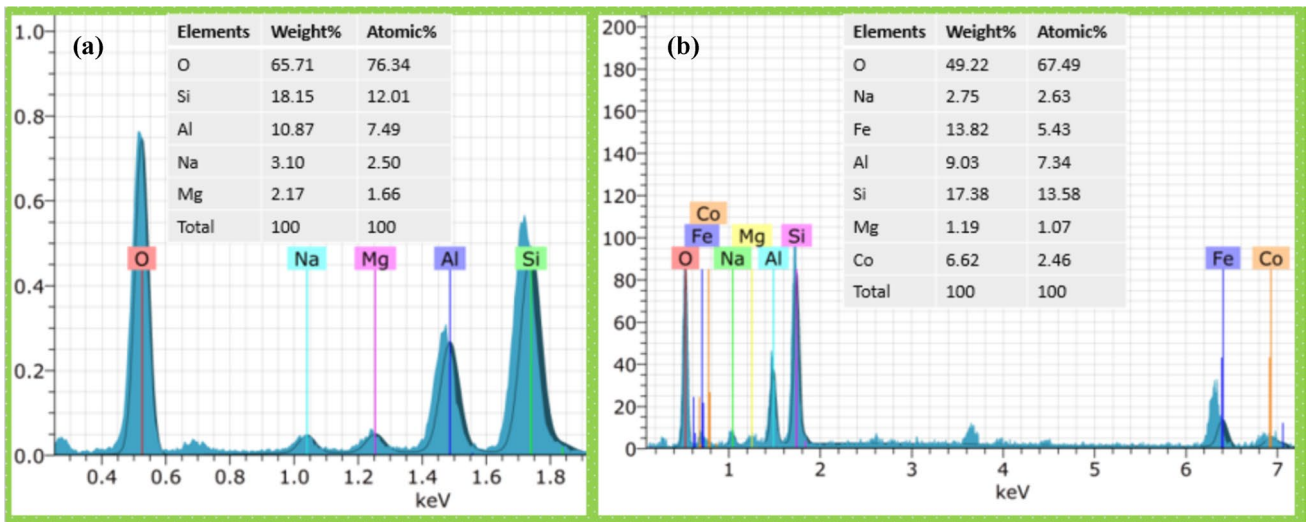 (a)
Elements Weight% Atomic%
O 65.71 76.34
Si 18.15 12.01
Al 10.87 7.49
Na 3.10 2.50
Mg 2.17 1.66
Total 100 100
1.0
0.8
0.6
0.4
0.2
0.0
O Na Mg Al Si
0.4 0.6 0.8 1.0 1.2 1.4 1.6 1.8
keV
(b)
Elements Weight% Atomic%
O 49.22 67.49
Na 2.75 2.63
Fe 13.82 5.43
Al 9.03 7.34
Si 17.38 13.58
Mg 1.19 1.07
Co 6.62 2.46
Total 100 100
200
180
160
140
120
100
80
60
40
20
0
Co
Fe Mg Si
O Na Al Fe Co
1 2 3 4 5 6 7
keV